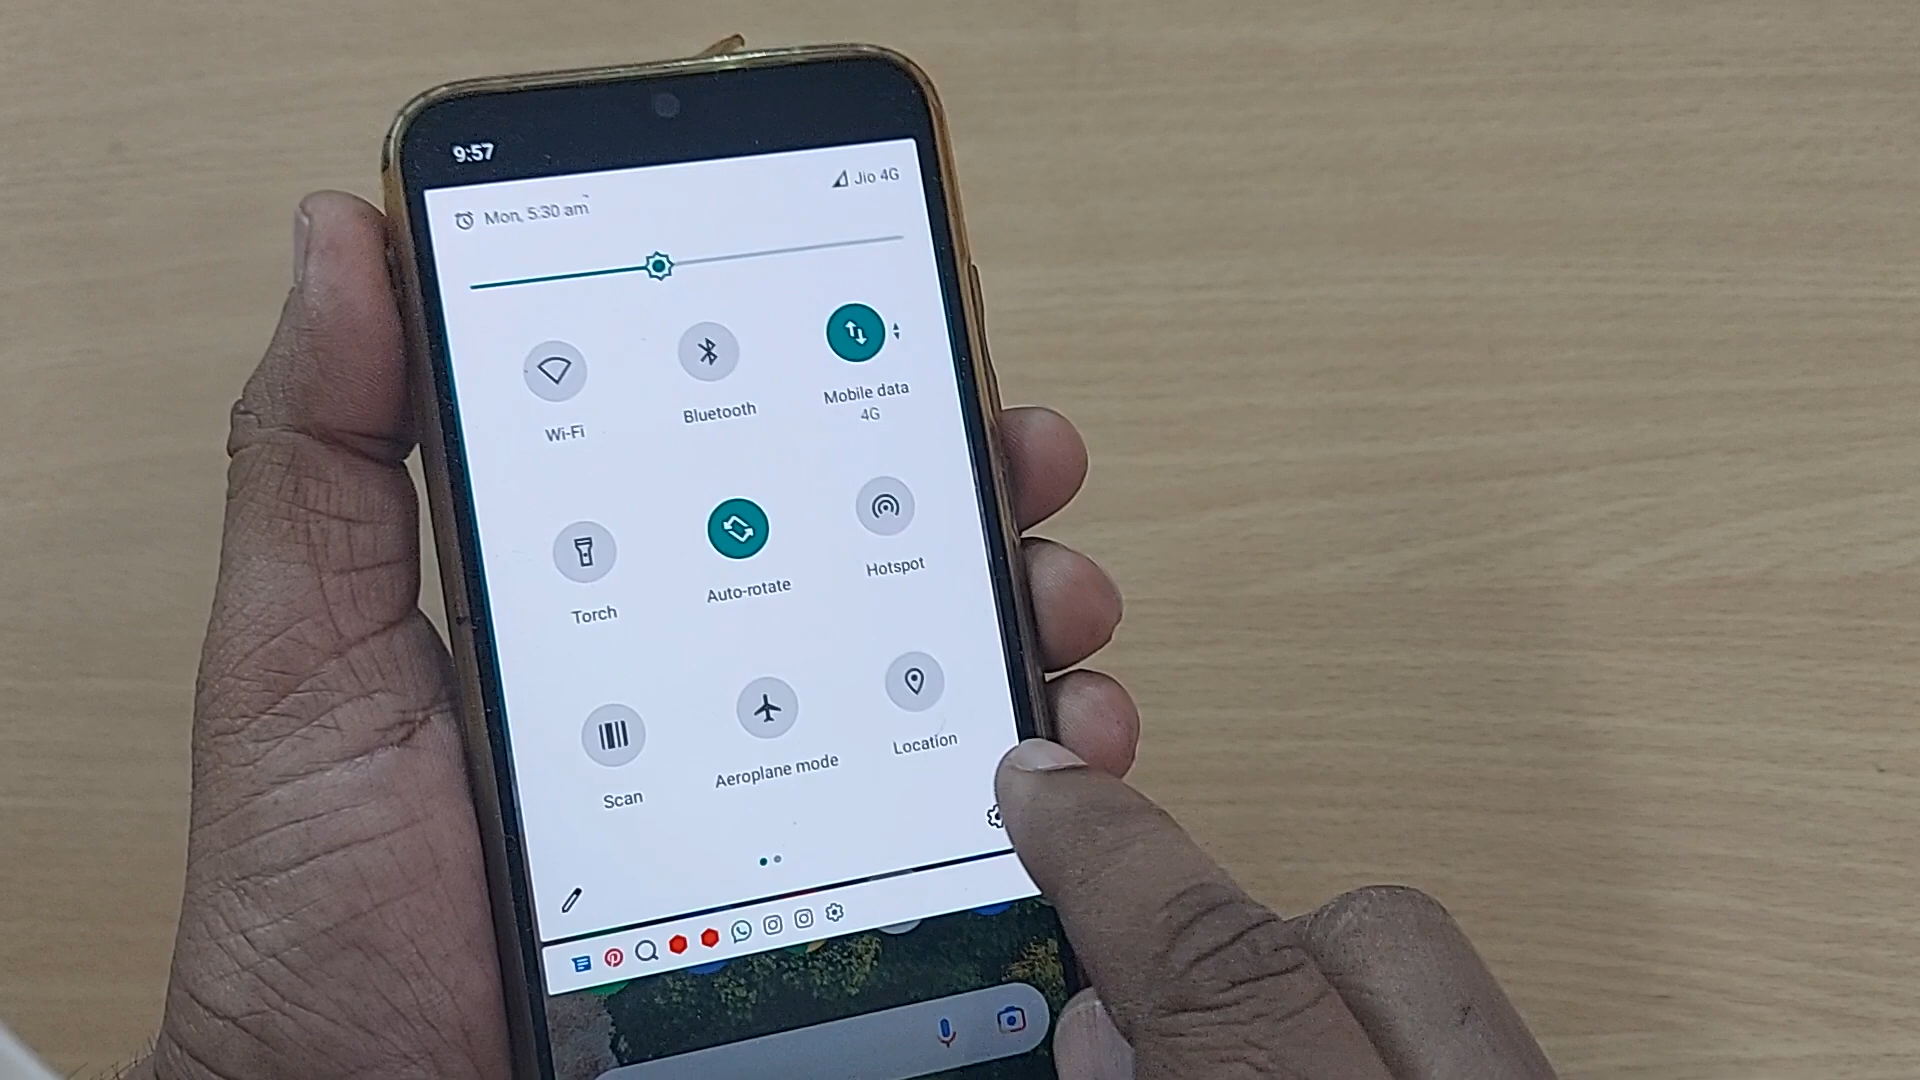 9:57
Jio 4G
Mon, 5:30 am
Wi-Fi
Bluetooth
Mobile data
4G
Torch
Auto-rotate
Hotspot
Scan
Aeroplane mode
Location